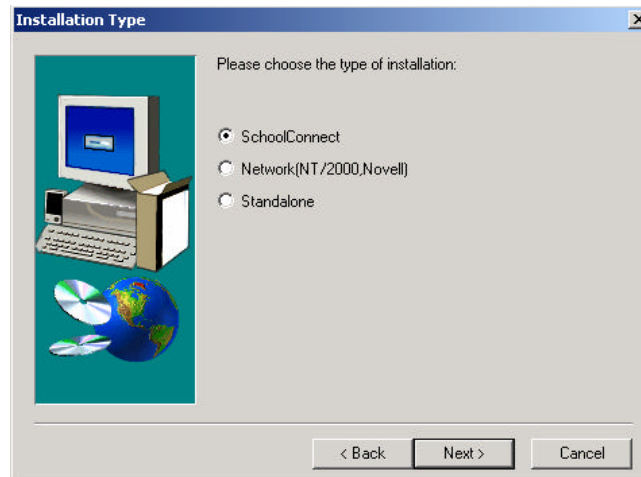 Installation Type
Please choose the type of installation:
SchoolConnect
Network(NT/2000,Novell)
Standalone
< Back
Next >
Cancel